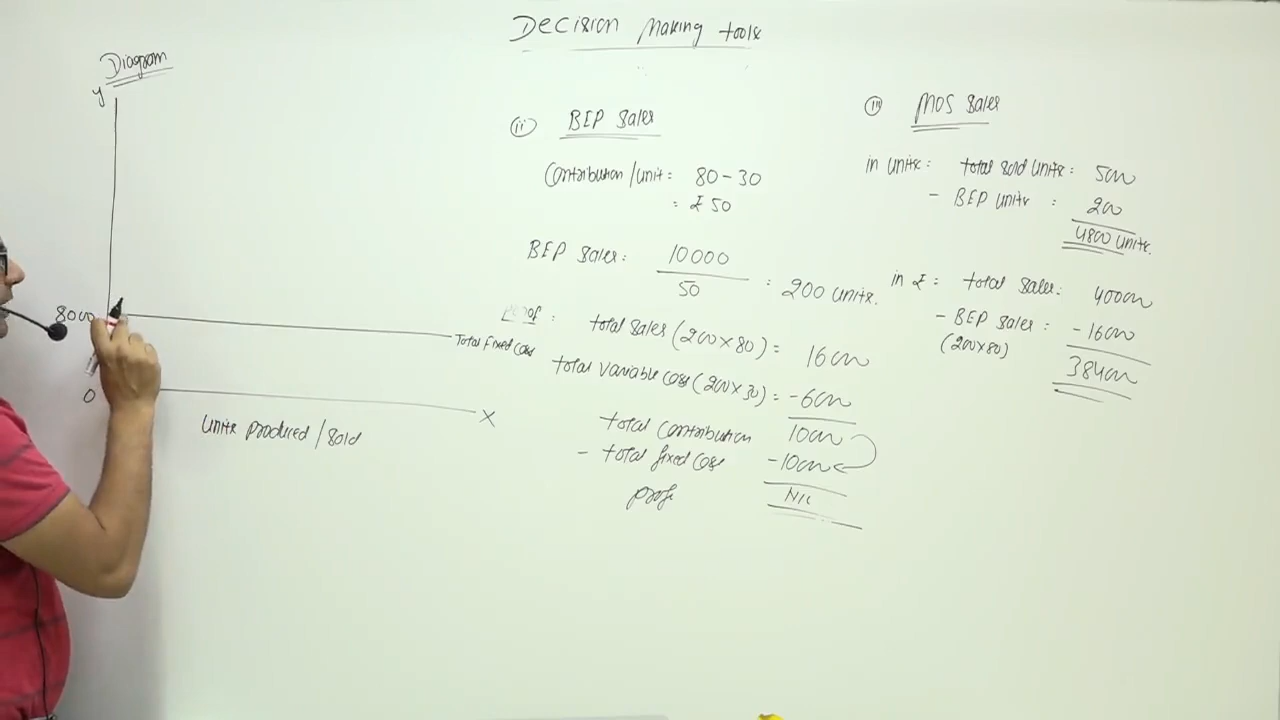 Decision Making tools
Diagram
y
8000
Total Fixed Cost
0
X
Units produced / Sold
(ii) BEP Sales
Contribution/unit = 80 - 30
= ₹ 50
BEP Sales: 10000
50
: 200 units.
Proof :
total sales (200×80) = 16000
total variable cost (200×30) = -6000
total contribution 10000
- total fixed cost -10000
profit
Nil
(iii) MOS Sales
in units: total sold units: 5000
- BEP units : 200
4800 units.
in ₹ : total sales: 400000
- BEP sales : -16000
(200×80)
384000